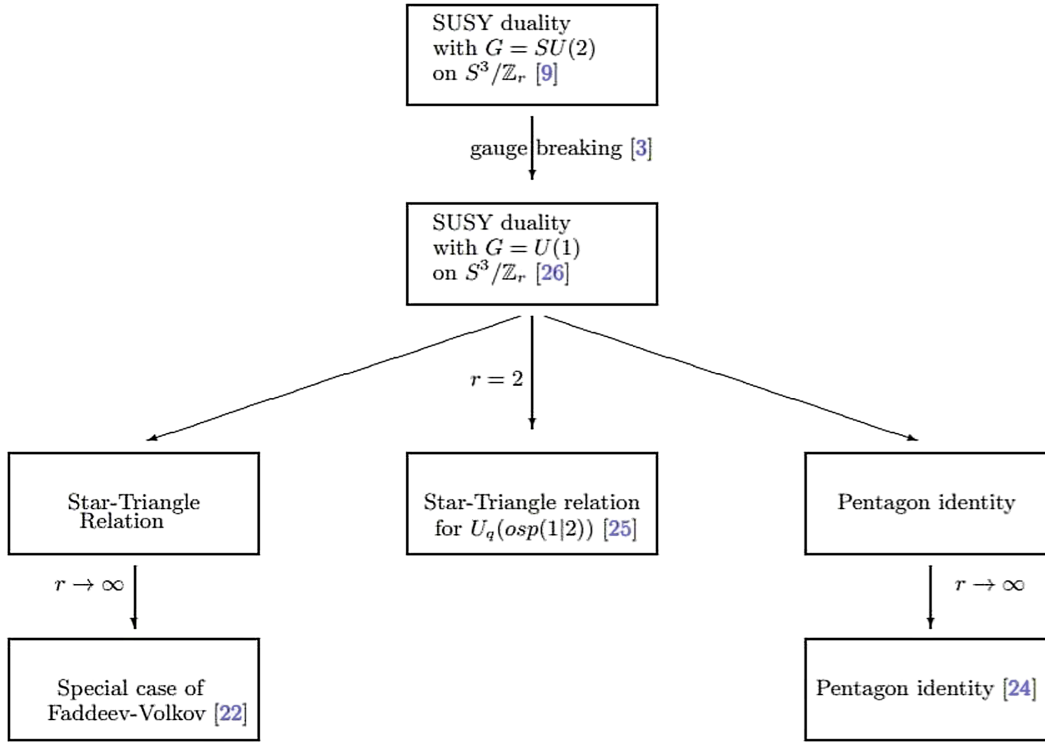 SUSY duality
with G = SU(2)
on S³/ℤᵣ [9]
gauge breaking [3]
SUSY duality
with G = U(1)
on S³/ℤᵣ [26]
r = 2
Star-Triangle
Relation
Star-Triangle relation
for U_q(osp(1|2)) [25]
Pentagon identity
r → ∞
r → ∞
Special case of
Faddeev-Volkov [22]
Pentagon identity [24]